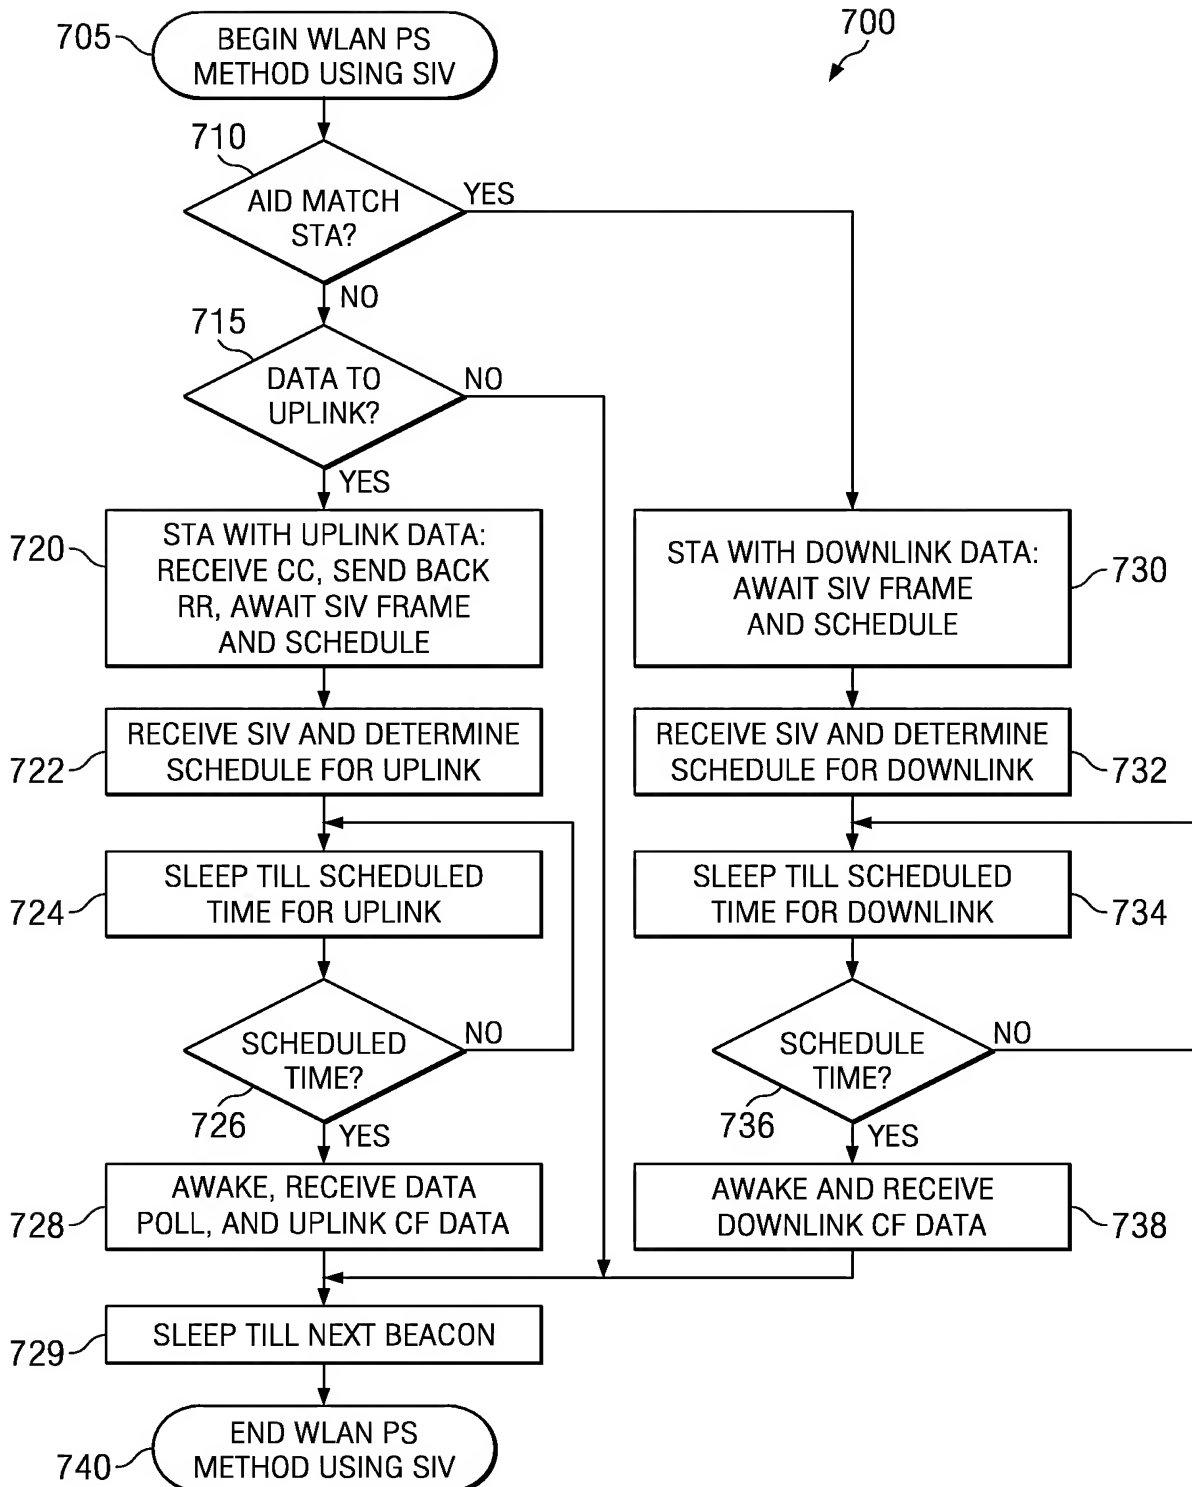 700
705
BEGIN WLAN PS
METHOD USING SIV
710
AID MATCH
STA?
YES
NO
715
DATA TO
UPLINK?
NO
YES
720
STA WITH UPLINK DATA:
RECEIVE CC, SEND BACK
RR, AWAIT SIV FRAME
AND SCHEDULE
STA WITH DOWNLINK DATA:
AWAIT SIV FRAME
AND SCHEDULE
730
722
RECEIVE SIV AND DETERMINE
SCHEDULE FOR UPLINK
RECEIVE SIV AND DETERMINE
SCHEDULE FOR DOWNLINK
732
724
SLEEP TILL SCHEDULED
TIME FOR UPLINK
SLEEP TILL SCHEDULED
TIME FOR DOWNLINK
734
SCHEDULED
TIME?
NO
726
YES
SCHEDULE
TIME?
NO
736
YES
728
AWAKE, RECEIVE DATA
POLL, AND UPLINK CF DATA
AWAKE AND RECEIVE
DOWNLINK CF DATA
738
729
SLEEP TILL NEXT BEACON
740
END WLAN PS
METHOD USING SIV